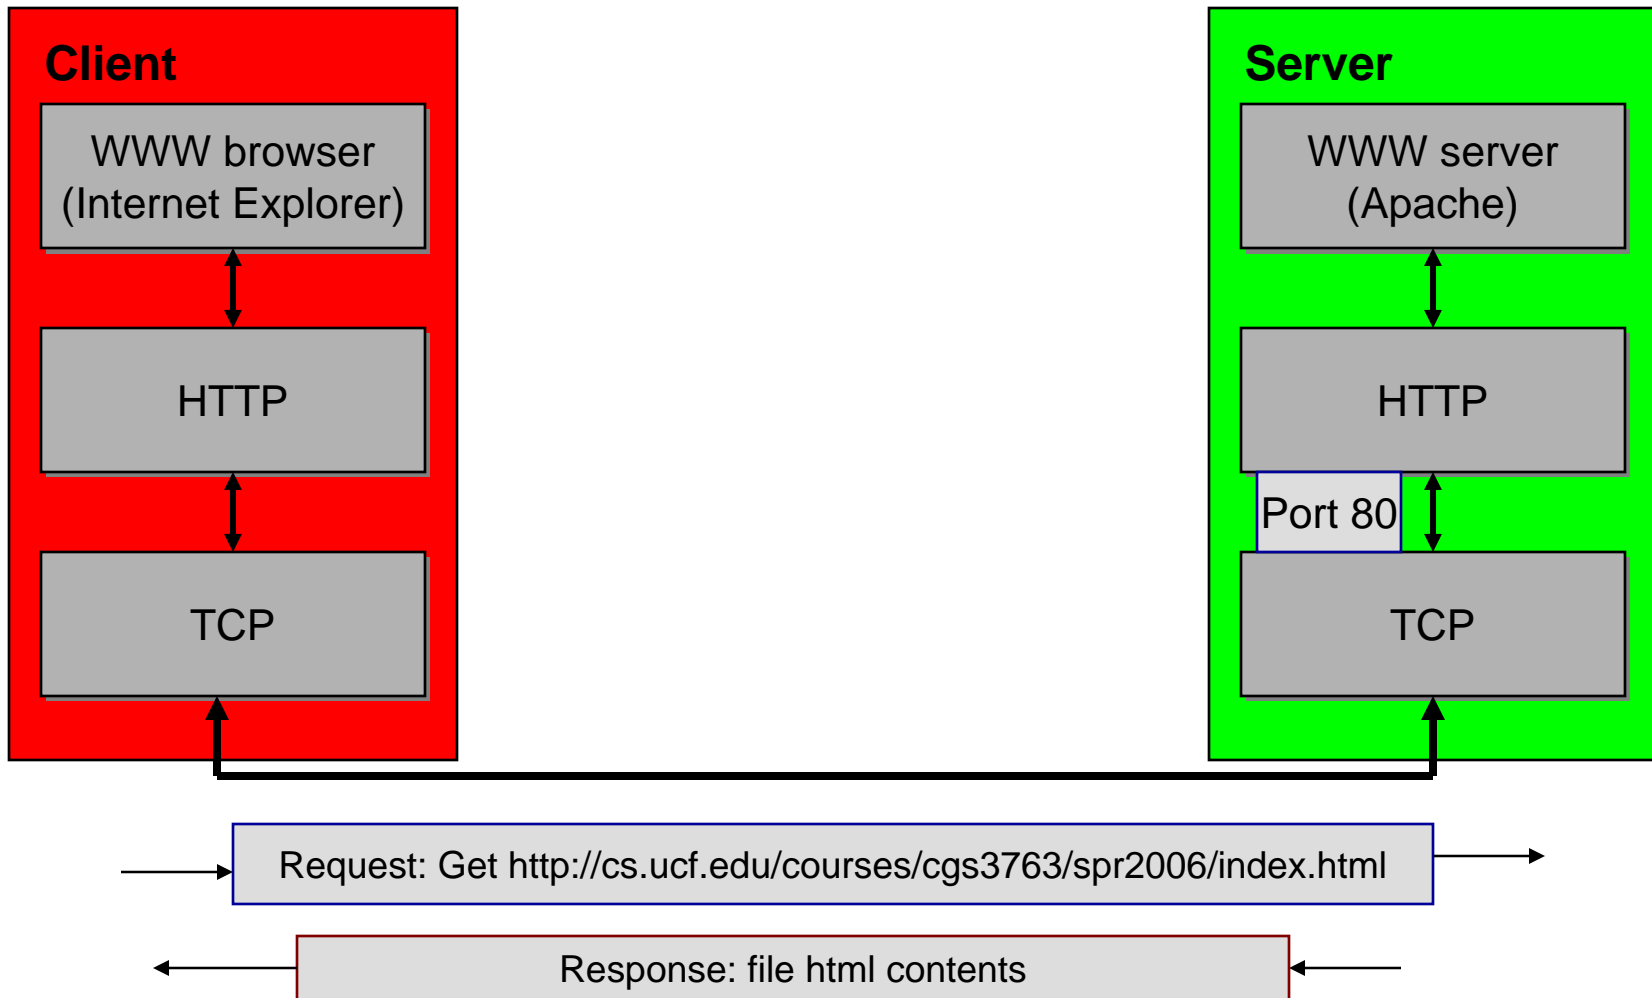 Client
WWW browser
(Internet Explorer)
HTTP
TCP
Server
WWW server
(Apache)
HTTP
Port 80
TCP
Request: Get http://cs.ucf.edu/courses/cgs3763/spr2006/index.html
Response: file html contents